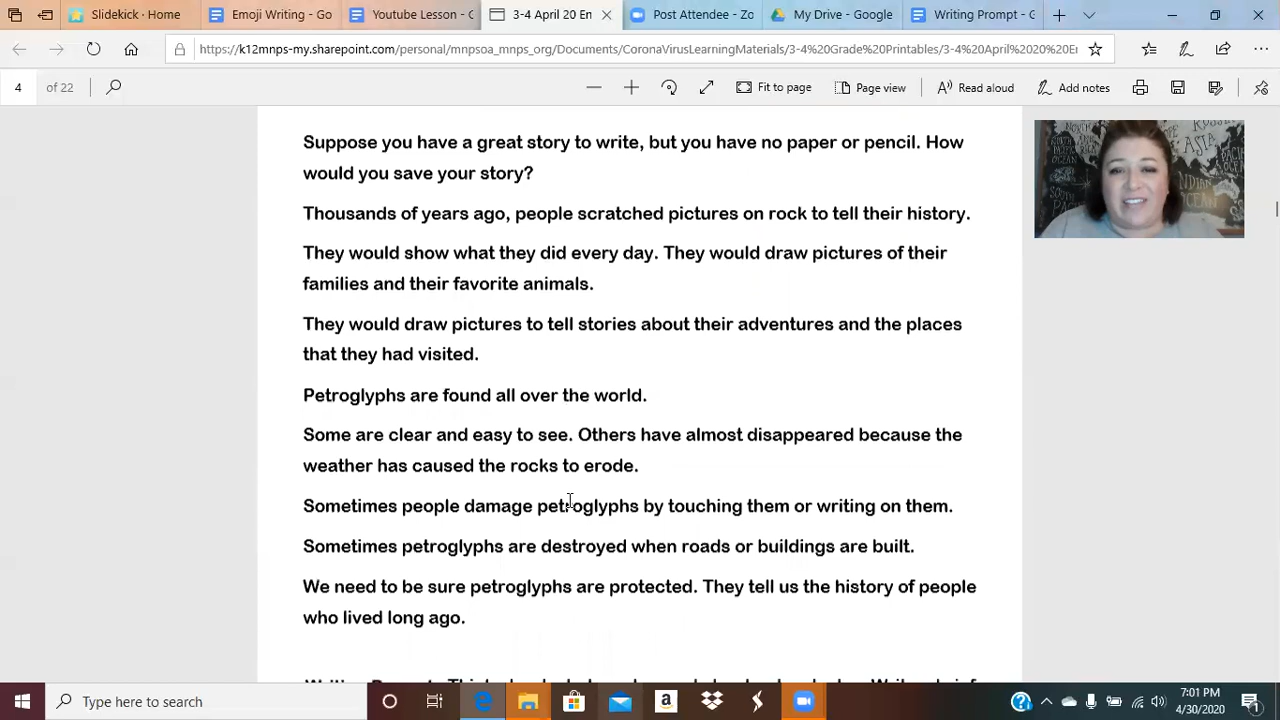 Slidedeck: Home
Emoji Writing -
Youtube Lesson - G
3-4 April 20 En
Post Attendee - Zo
My Drive - Google
Writing Prompt - G
https://k12mnps-my.sharepoint.com/personal/mnpsoa_mnps_org/Documents/CoronaVirusLearningMaterials/3-4%20Grade%20Printables/3-4%20April%2020%20En
4 of 22
Fit to page
Page view
Read aloud
Add notes
Suppose you have a great story to write, but you have no paper or pencil. How
would you save your story?
Thousands of years ago, people scratched pictures on rock to tell their history.
They would show what they did every day. They would draw pictures of their
families and their favorite animals.
They would draw pictures to tell stories about their adventures and the places
that they had visited.
Petroglyphs are found all over the world.
Some are clear and easy to see. Others have almost disappeared because the
weather has caused the rocks to erode.
Sometimes people damage petroglyphs by touching them or writing on them.
Sometimes petroglyphs are destroyed when roads or buildings are built.
We need to be sure petroglyphs are protected. They tell us the history of people
who lived long ago.
NORTH
ASIA
INDIAN
OCEAN
Type here to search
7:01 PM
4/30/2020